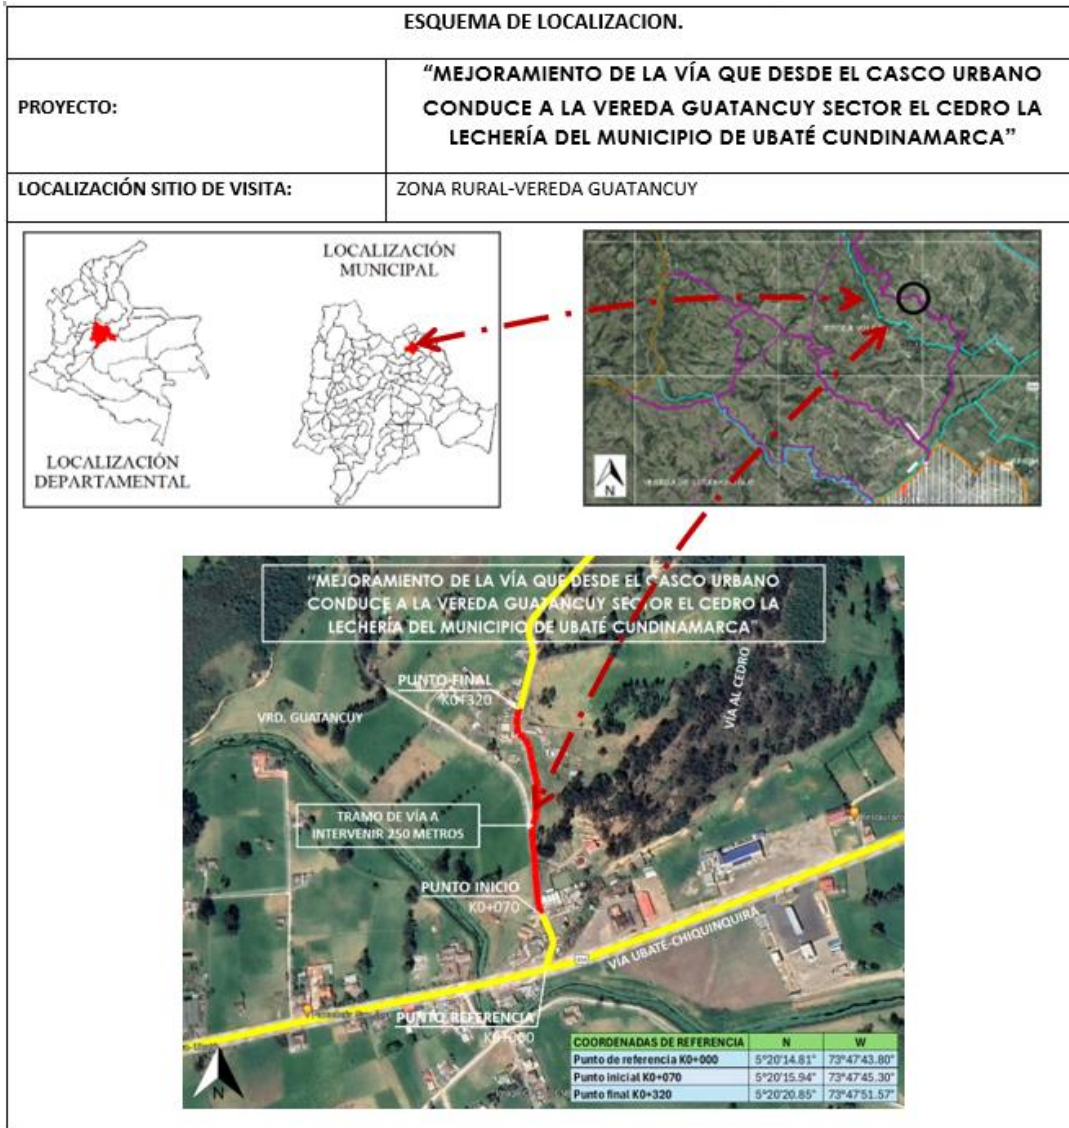 ESQUEMA DE LOCALIZACION.
PROYECTO:
“MEJORAMIENTO DE LA VÍA QUE DESDE EL CASCO URBANO
CONDUCE A LA VEREDA GUATANCUY SECTOR EL CEDRO LA
LECHERÍA DEL MUNICIPIO DE UBATÉ CUNDINAMARCA”
LOCALIZACIÓN SITIO DE VISITA:
ZONA RURAL-VEREDA GUATANCUY
LOCALIZACIÓN
MUNICIPAL
LOCALIZACIÓN
DEPARTAMENTAL
N
“MEJORAMIENTO DE LA VÍA QUE DESDE EL CASCO URBANO
CONDUCE A LA VEREDA GUATANCUY SECTOR EL CEDRO LA
LECHERÍA DEL MUNICIPIO DE UBATÉ CUNDINAMARCA”
PUNTO FINAL
K0+320
VRD. GUATANCUY
VÍA AL CEDRO
TRAMO DE VÍA A
INTERVENIR 250 METROS
PUNTO INICIO
K0+070
VÍA UBATÉ-CHIQUINQUIRA
PUNTO REFERENCIA
K0+000
N
COORDENADAS DE REFERENCIA N W
Punto de referencia K0+000 5°20'14.81" 73°47'43.80"
Punto inicial K0+070 5°20'15.94" 73°47'45.30"
Punto final K0+320 5°20'20.85" 73°47'51.57"